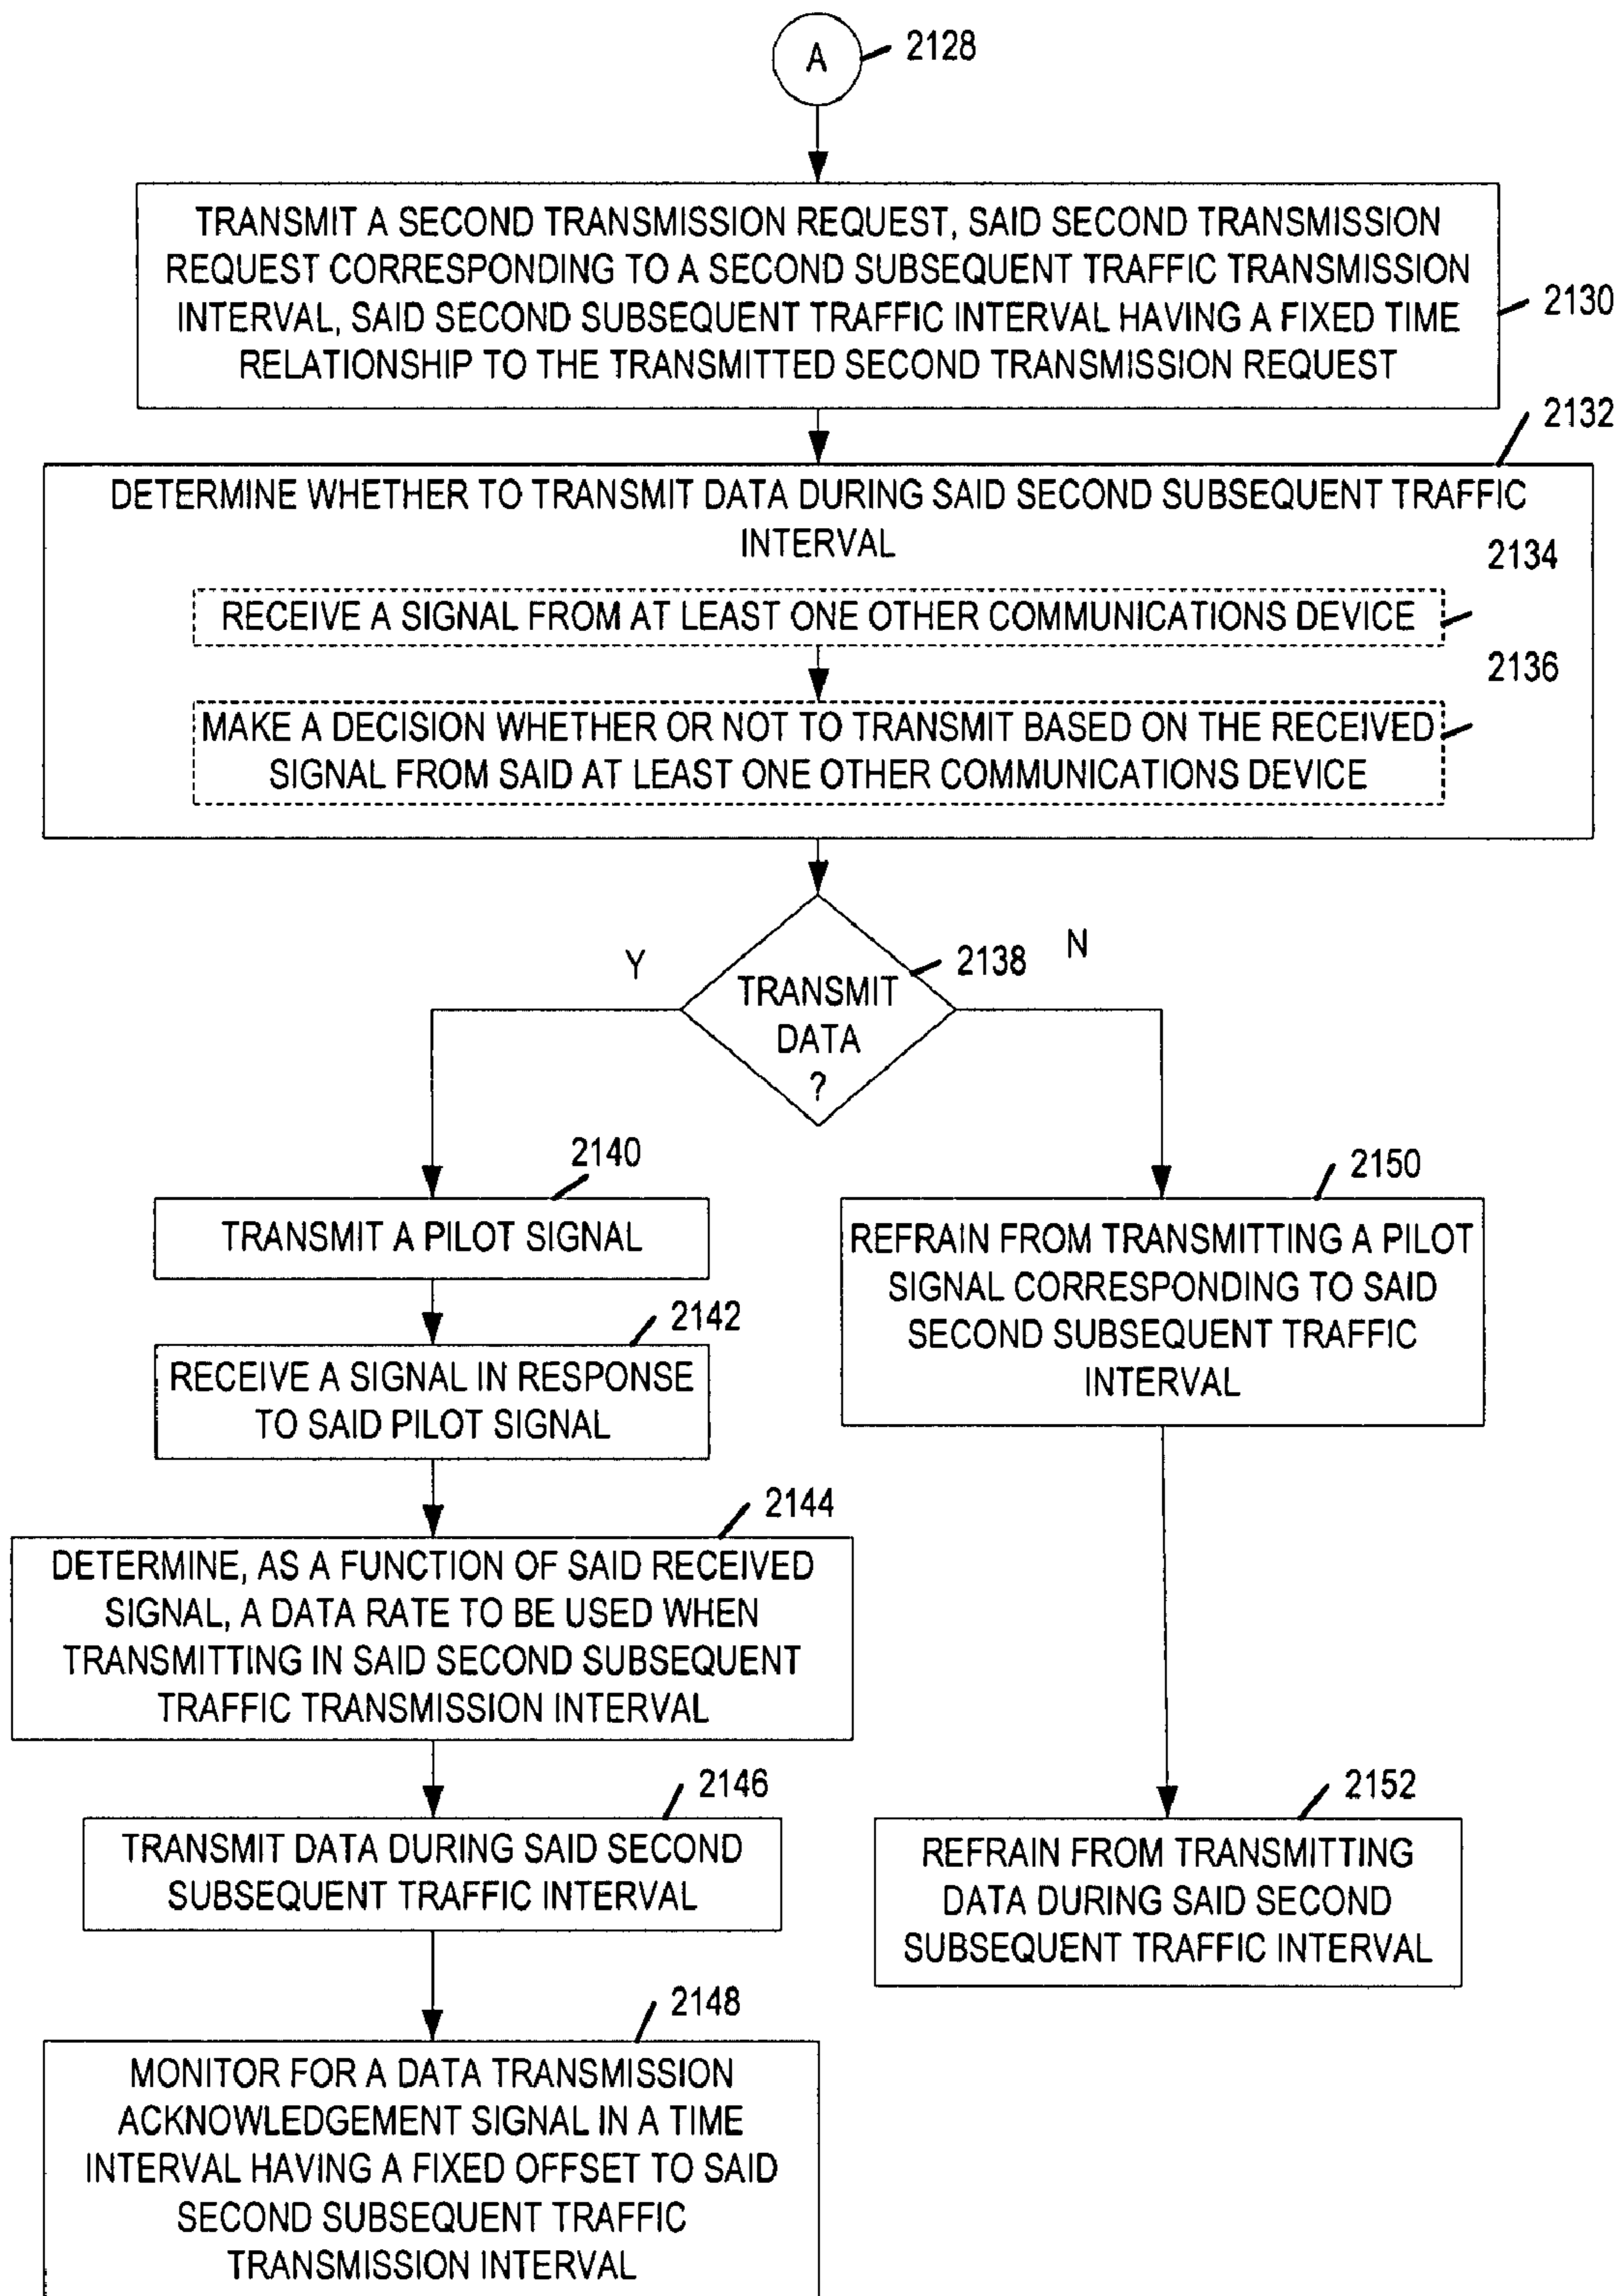 A
2128
TRANSMIT A SECOND TRANSMISSION REQUEST, SAID SECOND TRANSMISSION
REQUEST CORRESPONDING TO A SECOND SUBSEQUENT TRAFFIC TRANSMISSION
INTERVAL, SAID SECOND SUBSEQUENT TRAFFIC INTERVAL HAVING A FIXED TIME
RELATIONSHIP TO THE TRANSMITTED SECOND TRANSMISSION REQUEST
2130
2132
DETERMINE WHETHER TO TRANSMIT DATA DURING SAID SECOND SUBSEQUENT TRAFFIC
INTERVAL
2134
RECEIVE A SIGNAL FROM AT LEAST ONE OTHER COMMUNICATIONS DEVICE
2136
MAKE A DECISION WHETHER OR NOT TO TRANSMIT BASED ON THE RECEIVED
SIGNAL FROM SAID AT LEAST ONE OTHER COMMUNICATIONS DEVICE
Y
2138
N
TRANSMIT
DATA
?
2140
TRANSMIT A PILOT SIGNAL
2142
RECEIVE A SIGNAL IN RESPONSE
TO SAID PILOT SIGNAL
2144
DETERMINE, AS A FUNCTION OF SAID RECEIVED
SIGNAL, A DATA RATE TO BE USED WHEN
TRANSMITTING IN SAID SECOND SUBSEQUENT
TRAFFIC TRANSMISSION INTERVAL
2146
TRANSMIT DATA DURING SAID SECOND
SUBSEQUENT TRAFFIC INTERVAL
2148
MONITOR FOR A DATA TRANSMISSION
ACKNOWLEDGEMENT SIGNAL IN A TIME
INTERVAL HAVING A FIXED OFFSET TO SAID
SECOND SUBSEQUENT TRAFFIC
TRANSMISSION INTERVAL
2150
REFRAIN FROM TRANSMITTING A PILOT
SIGNAL CORRESPONDING TO SAID
SECOND SUBSEQUENT TRAFFIC
INTERVAL
2152
REFRAIN FROM TRANSMITTING
DATA DURING SAID SECOND
SUBSEQUENT TRAFFIC INTERVAL